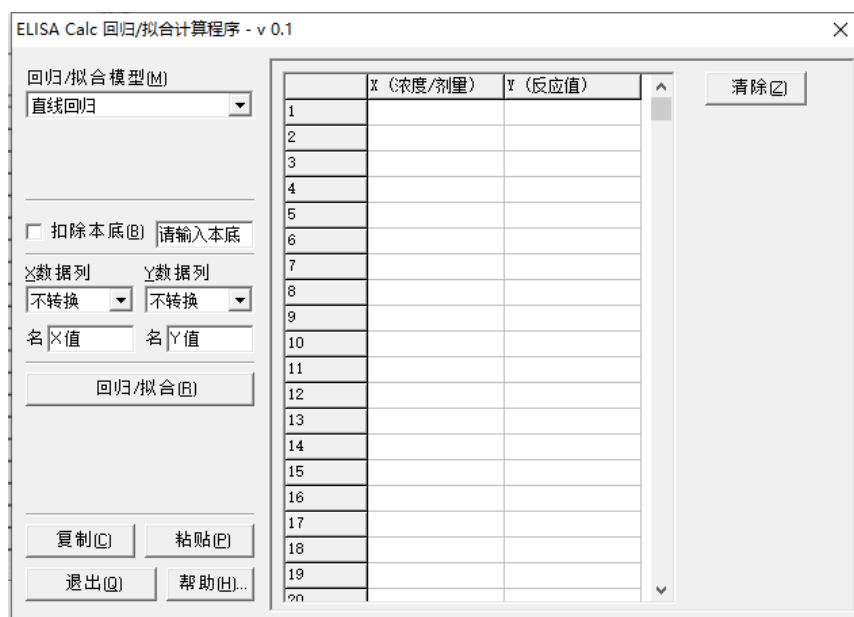 ELISA Calc 回归/拟合计算程序 - v 0.1
回归/拟合模型(M)
直线回归
扣除本底(B) 请输入本底
X数据列 Y数据列
不转换 不转换
名 X值 名 Y值
回归/拟合(R)
复制(C) 粘贴(P)
退出(Q) 帮助(H)...
X (浓度/剂量) Y (反应值)
1
2
3
4
5
6
7
8
9
10
11
12
13
14
15
16
17
18
19
20
清除(Z)